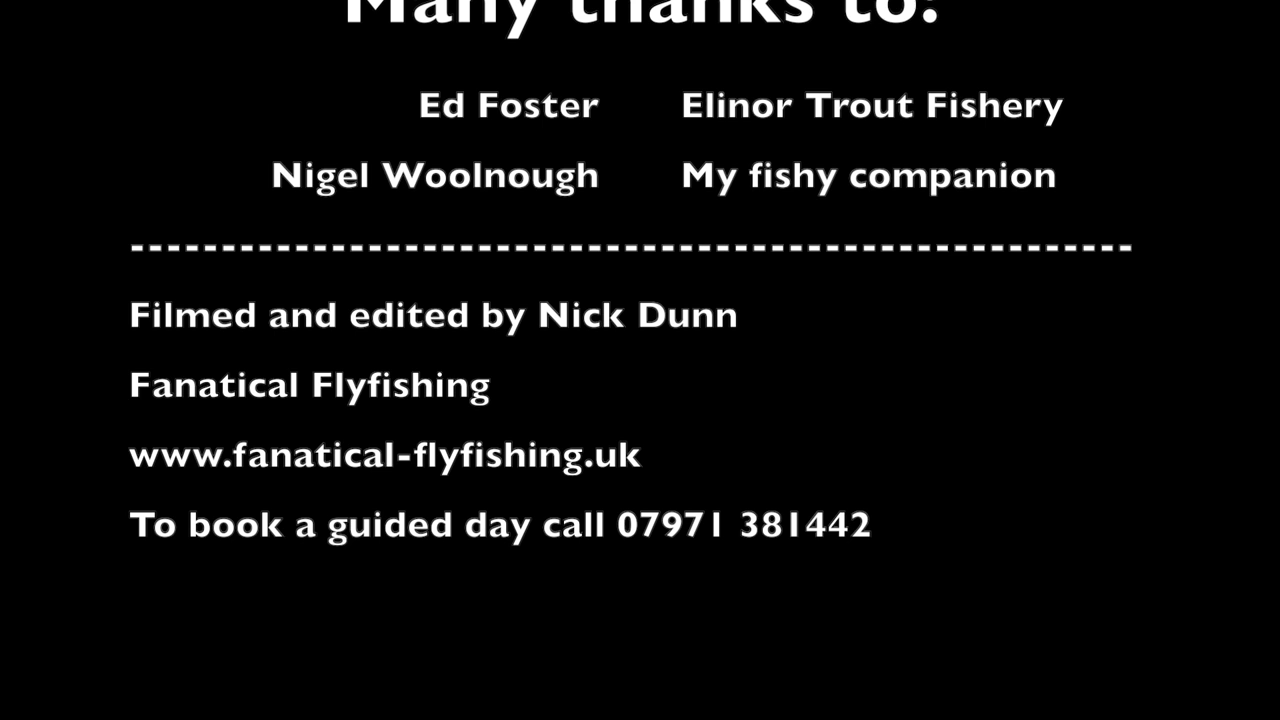 Many thanks to:
Ed Foster Elinor Trout Fishery
Nigel Woolnough My fishy companion
-------------------------------------------------------
Filmed and edited by Nick Dunn
Fanatical Flyfishing
www.fanatical-flyfishing.uk
To book a guided day call 07971 381442